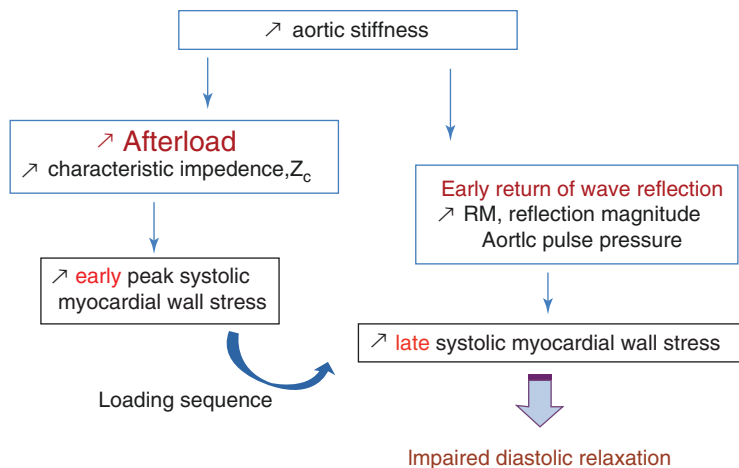 ↗ aortic stiffness
↗ Afterload
↗ characteristic impedence,Zc
↗ early peak systolic
myocardial wall stress
Early return of wave reflection
↗ RM, reflection magnitude
Aortlc pulse pressure
↗ late systolic myocardial wall stress
Loading sequence
Impaired diastolic relaxation